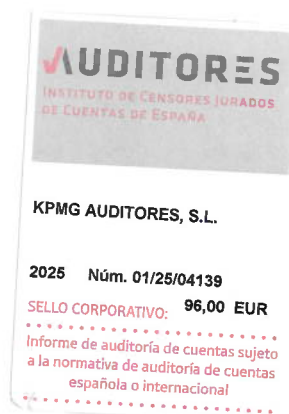 AUDITORES
INSTITUTO DE CENSORES JURADOS
DE CUENTAS DE ESPAÑA
KPMG AUDITORES, S.L.
2025 Núm. 01/25/04139
SELLO CORPORATIVO: 96,00 EUR
Informe de auditoría de cuentas sujeto
a la normativa de auditoría de cuentas
española o internacional